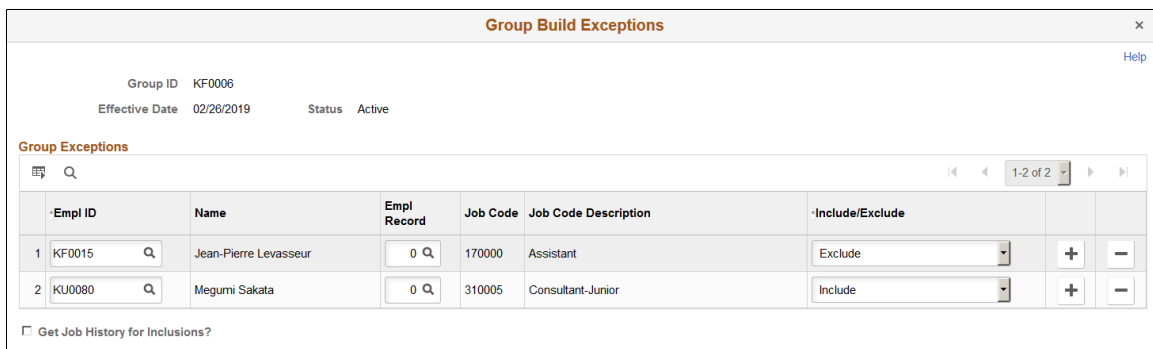 Group Build Exceptions ×
Help
Group ID KF0006
Effective Date 02/26/2019 Status Active
Group Exceptions
1-2 of 2
*Empl ID Name Empl Record Job Code Job Code Description *Include/Exclude
1 KF0015 Jean-Pierre Levasseur 0 170000 Assistant Exclude + −
2 KU0080 Megumi Sakata 0 310005 Consultant-Junior Include + −
Get Job History for Inclusions?